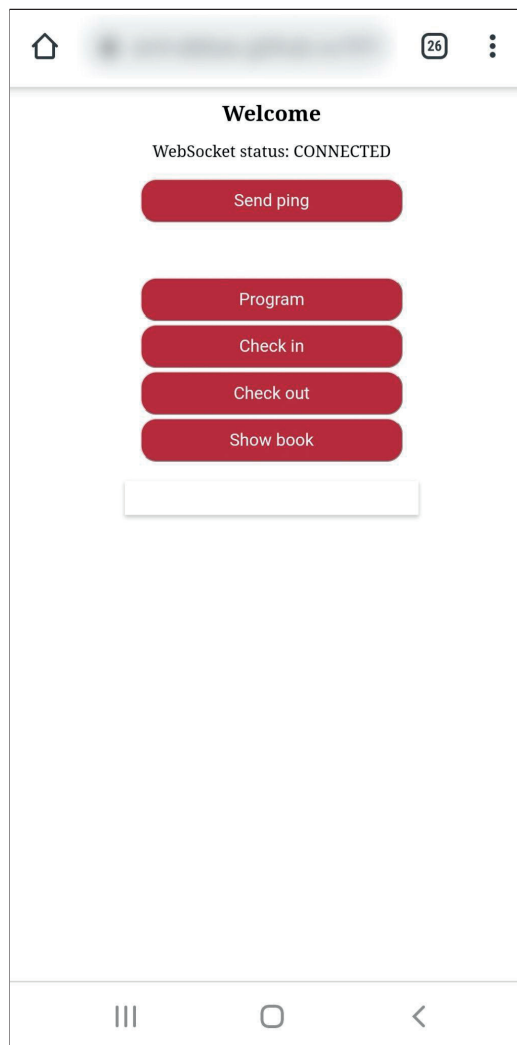 26
Welcome
WebSocket status: CONNECTED
Send ping
Program
Check in
Check out
Show book